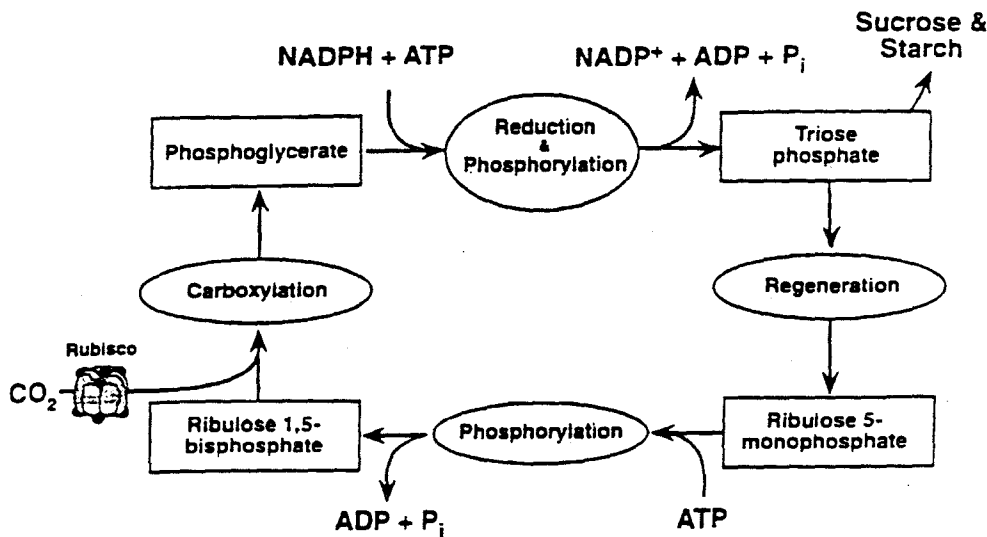 Sucrose &
Starch
NADPH + ATP
NADP⁺ + ADP + Pᵢ
Phosphoglycerate
Reduction
&
Phosphorylation
Triose
phosphate
Carboxylation
Regeneration
Rubisco
CO₂
Ribulose 1,5-
bisphosphate
Phosphorylation
Ribulose 5-
monophosphate
ADP + Pᵢ
ATP